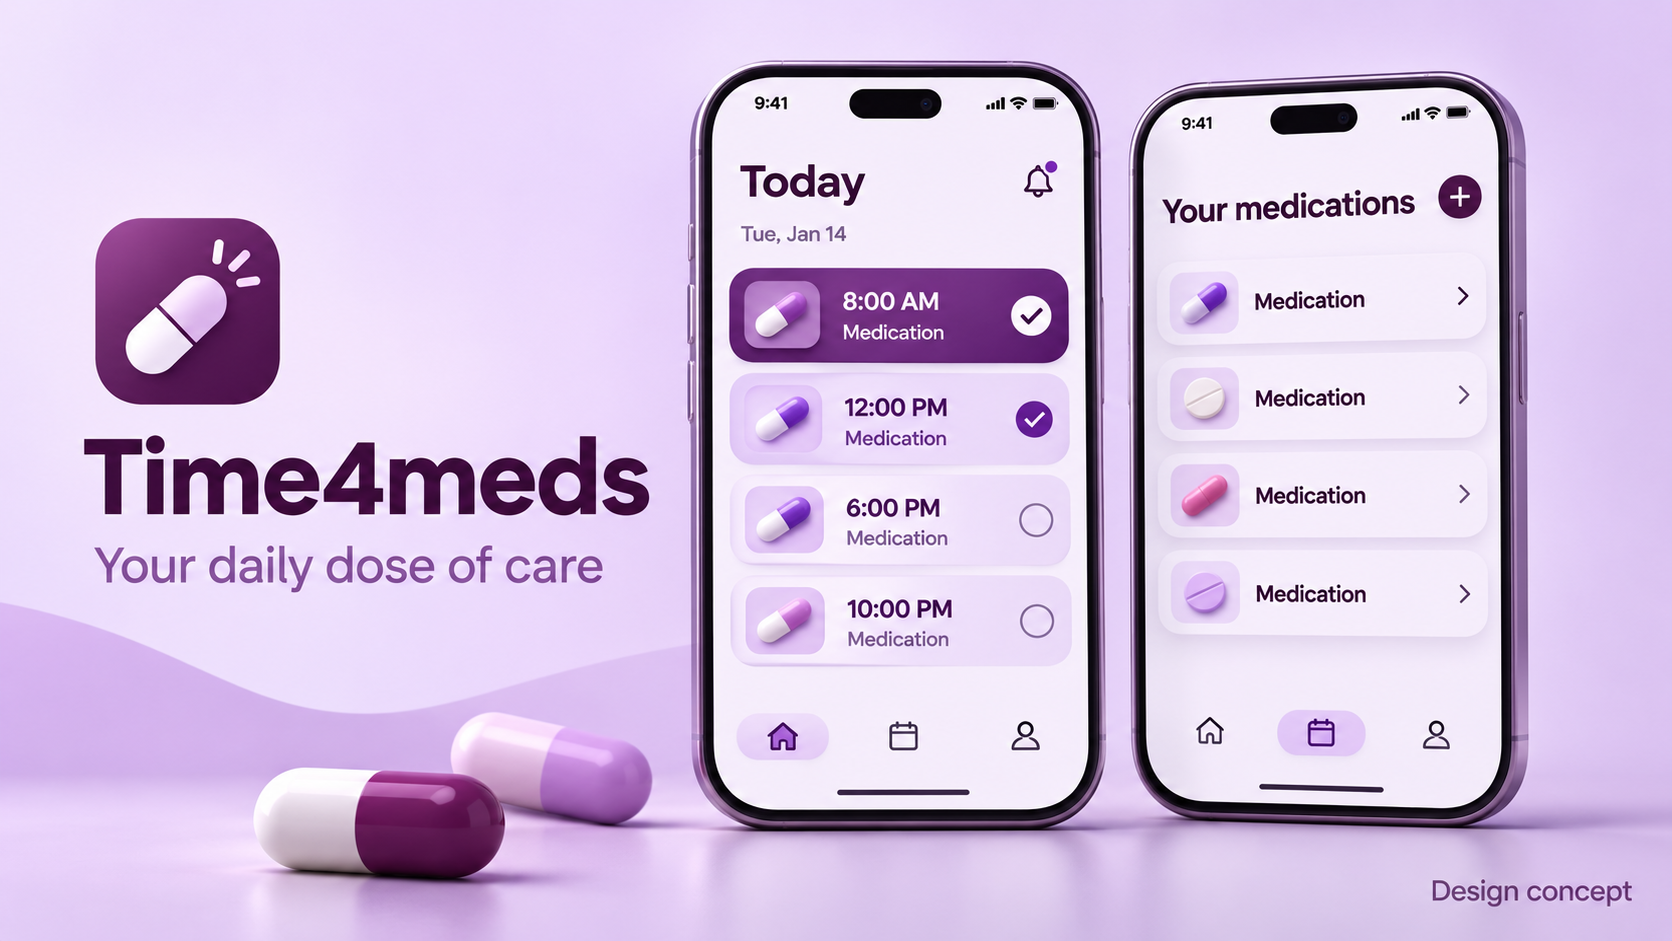 Time4meds
Your daily dose of care
9:41
Today
Tue, Jan 14
8:00 AM
Medication
12:00 PM
Medication
6:00 PM
Medication
10:00 PM
Medication
9:41
Your medications
Medication
Medication
Medication
Medication
Design concept